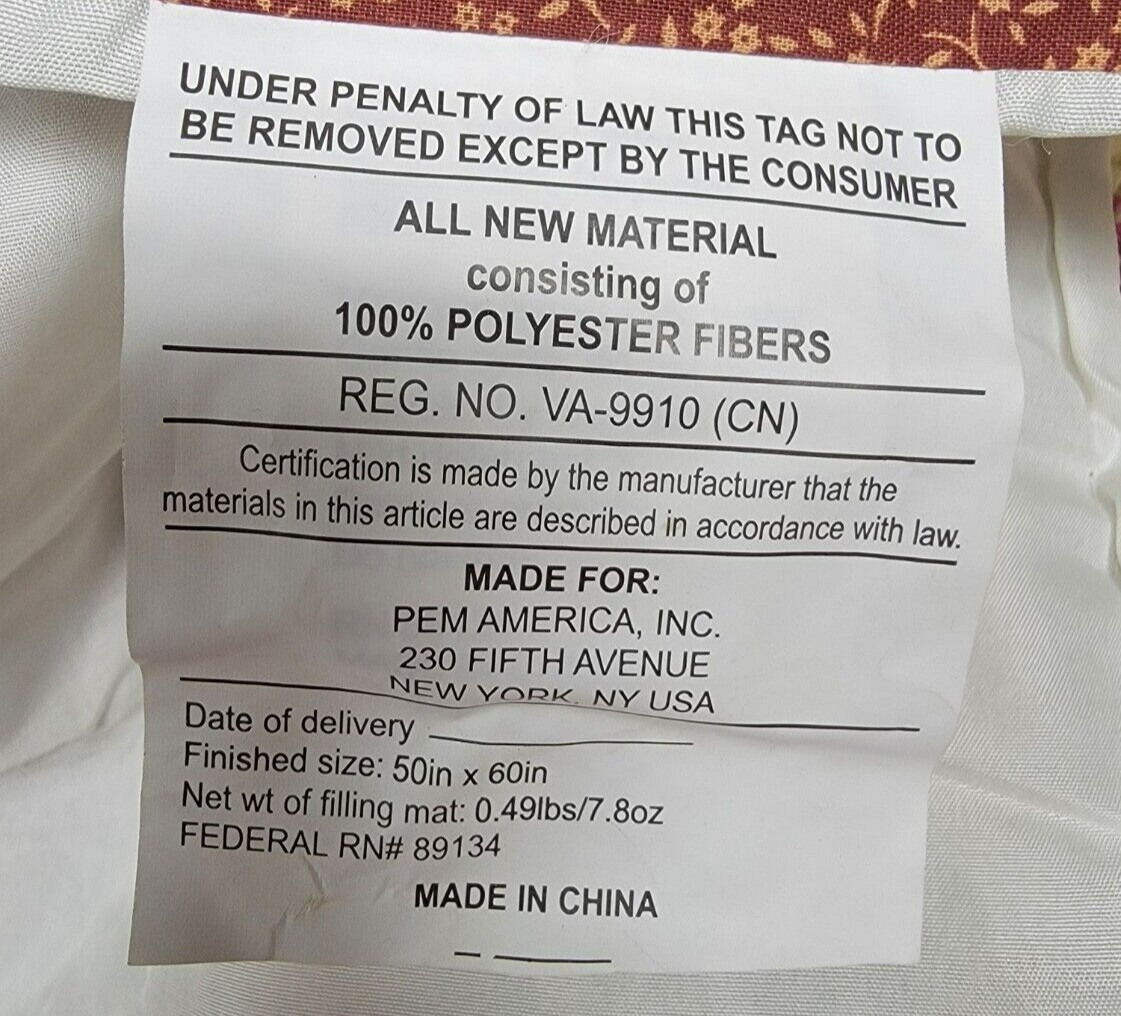 UNDER PENALTY OF LAW THIS TAG NOT TO
BE REMOVED EXCEPT BY THE CONSUMER
ALL NEW MATERIAL
consisting of
100% POLYESTER FIBERS
REG. NO. VA-9910 (CN)
Certification is made by the manufacturer that the
materials in this article are described in accordance with law.
MADE FOR:
PEM AMERICA, INC.
230 FIFTH AVENUE
NEW YORK, NY USA
Date of delivery
Finished size: 50in x 60in
Net wt of filling mat: 0.49lbs/7.8oz
FEDERAL RN# 89134
MADE IN CHINA